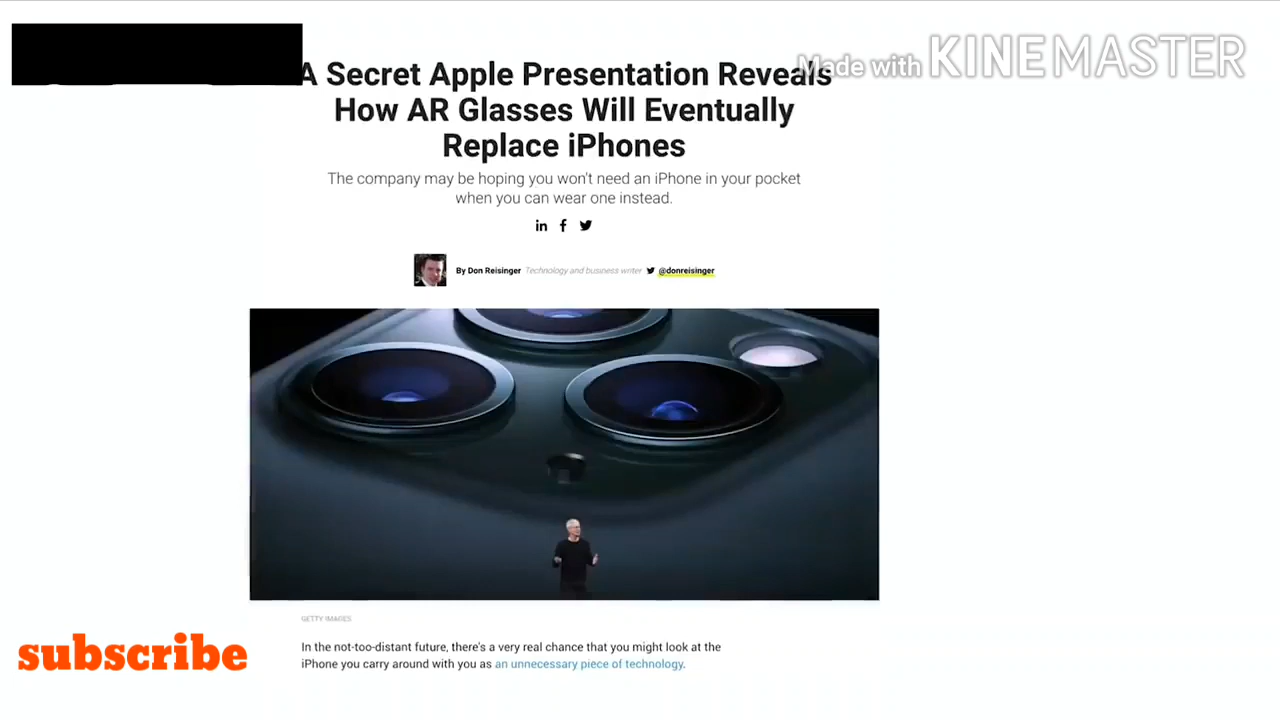 Made with KINEMASTER
A Secret Apple Presentation Reveals
How AR Glasses Will Eventually
Replace iPhones
The company may be hoping you won't need an iPhone in your pocket
when you can wear one instead.
in f
By Don Reisinger Technology and business writer @donreisinger
GETTY IMAGES
In the not-too-distant future, there's a very real chance that you might look at the
iPhone you carry around with you as an unnecessary piece of technology.
subscribe